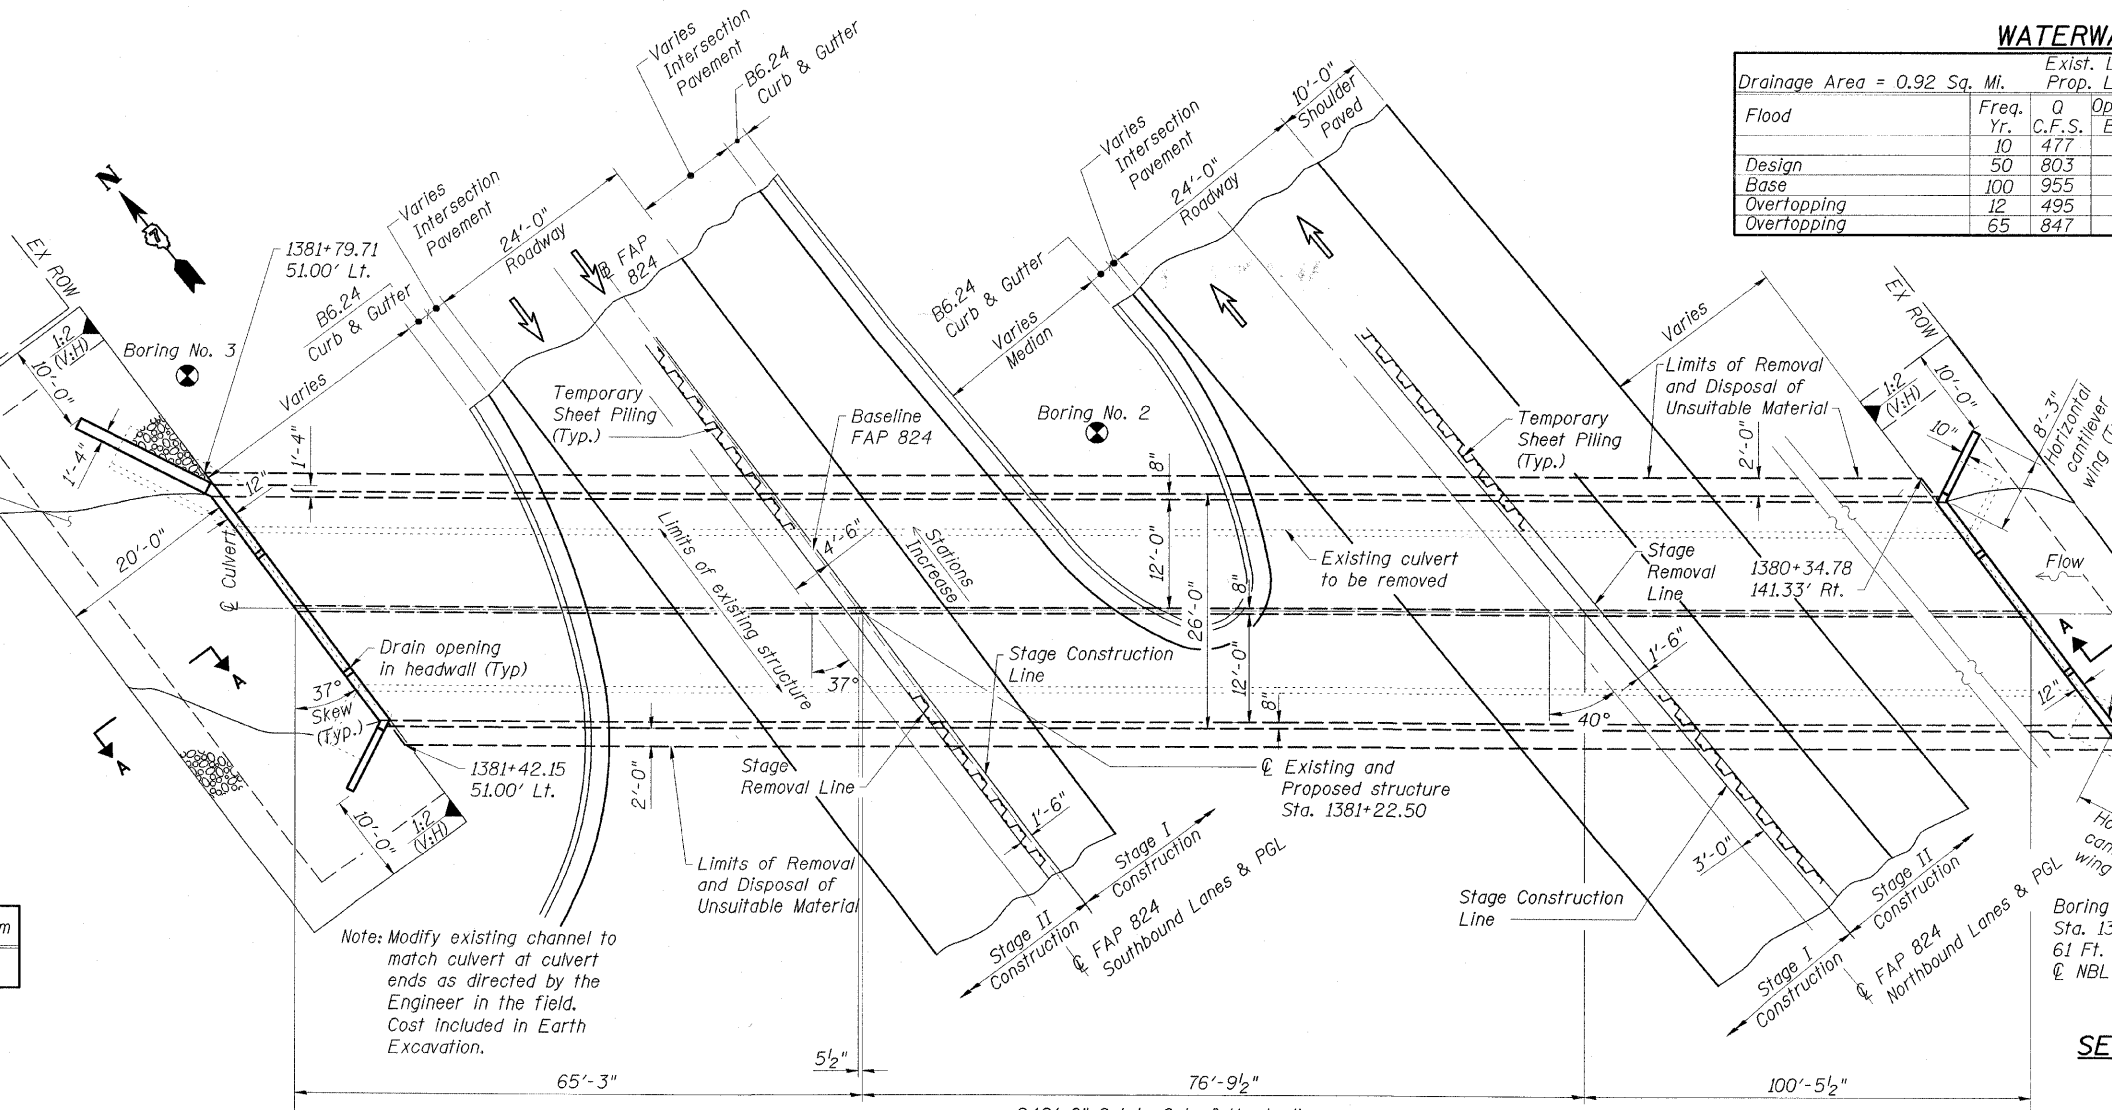 WATERWA
Exist. L
Drainage Area = 0.92 Sq. Mi. Prop. L
Flood Freq. Yr. Q C.F.S. Op E
10 477
Design 50 803
Base 100 955
Overtopping 12 495
Overtopping 65 847
Varies
Intersection
Pavement
B6.24
Curb & Gutter
Varies
Intersection
Pavement
10'-0"
Shoulder
Paved
24'-0"
Roadway
N
7
EX ROW
1381+79.71
51.00' Lt.
B6.24
Curb & Gutter
Varies
Intersection
Pavement
24'-0"
Roadway
℄ FAP
824
B6.24
Curb & Gutter
Varies
Median
Varies
EX ROW
1:2
(V:H)
10'-0"
Boring No. 3
Varies
1'-4"
1'-4"
12"
Temporary
Sheet Piling
(Typ.)
Baseline
FAP 824
Boring No. 2
Temporary
Sheet Piling
(Typ.)
Limits of Removal
and Disposal of
Unsuitable Material
2'-0"
1:2
(V:H)
10'-0"
10"
8'-3"
Horizontal
cantilever
wing (T
20'-0"
℄ Culvert
Limits of existing structure
4'-6"
Stations
Increase
8"
12'-0"
26'-0"
8"
12'-0"
8"
Existing culvert
to be removed
Stage
Removal
Line
1380+34.78
141.33' Rt.
Flow
A
A
Drain opening
in headwall (Typ)
37°
Skew
(Typ.)
37°
Stage Construction
Line
1'-6"
40°
A
12"
A
1381+42.15
51.00' Lt.
2'-0"
Stage
Removal Line
℄ Existing and
Proposed structure
Sta. 1381+22.50
1'-6"
10'-0"
1:2
(V:H)
Limits of Removal
and Disposal of
Unsuitable Material
Stage I
Construction
Stage II
Construction
℄ FAP 824
Southbound Lanes & PGL
Stage Construction
Line
3'-0"
Stage II
Construction
Stage I
Construction
℄ FAP 824
Northbound Lanes & PGL
Ho
can
wing
m
Note: Modify existing channel to
match culvert at culvert
ends as directed by the
Engineer in the field.
Cost included in Earth
Excavation.
Boring
Sta. 13
61 Ft.
℄ NBL
SE
5½"
65'-3"
76'-9½"
100'-5½"